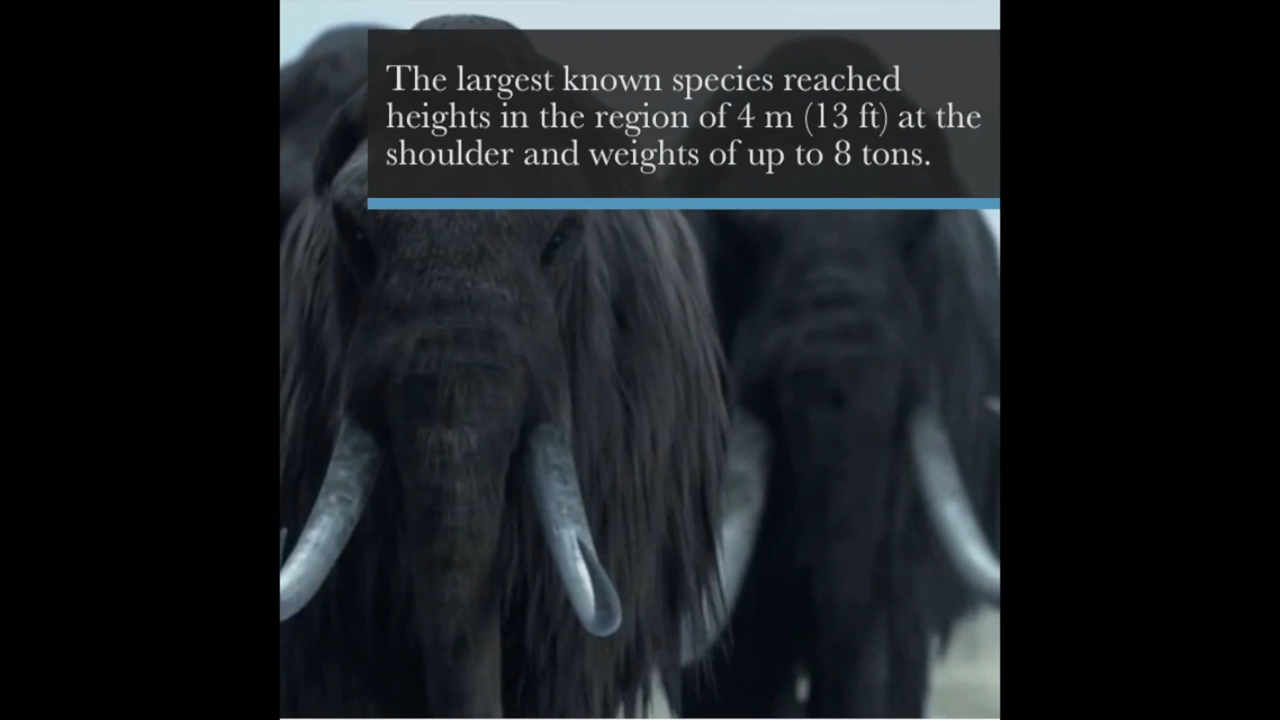 The largest known species reached
heights in the region of 4 m (13 ft) at the
shoulder and weights of up to 8 tons.